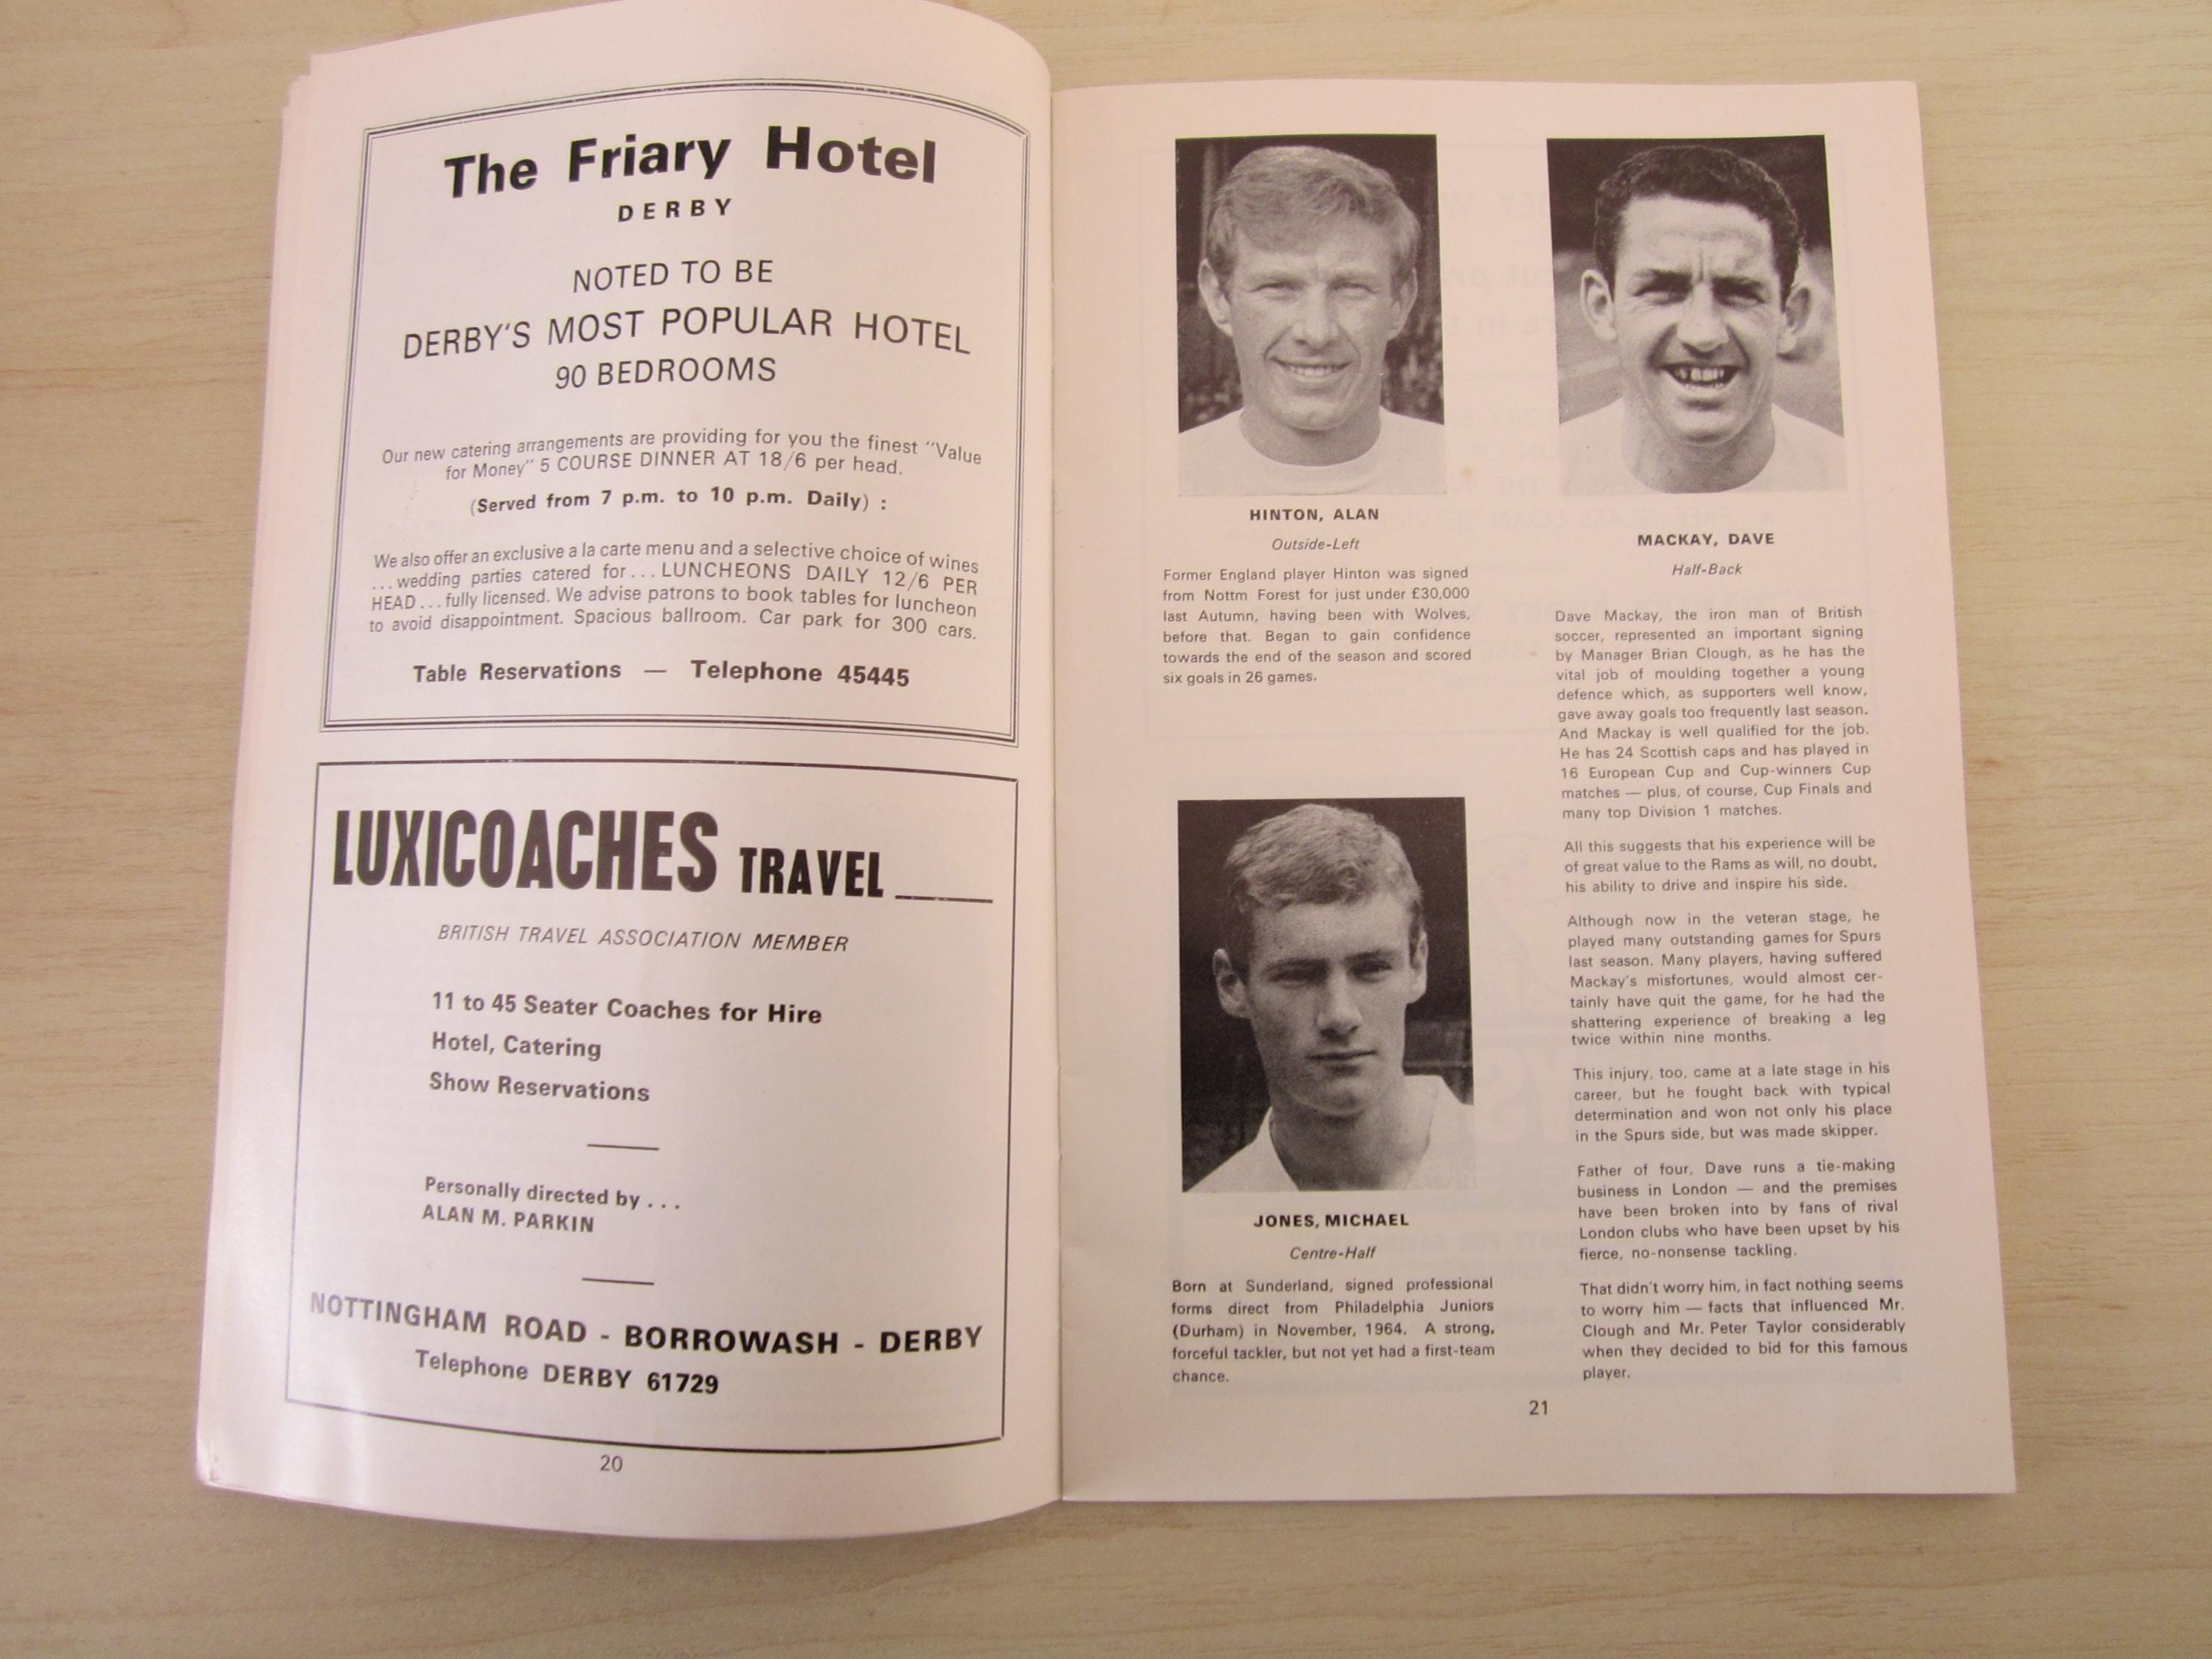 The Friary Hotel
DERBY
NOTED TO BE
DERBY'S MOST POPULAR HOTEL
90 BEDROOMS
Our new catering arrangements are providing for you the finest "Value
for Money" 5 COURSE DINNER AT 18/6 per head.
(Served from 7 p.m. to 10 p.m. Daily) :
We also offer an exclusive a la carte menu and a selective choice of wines
... wedding parties catered for ... LUNCHEONS DAILY 12/6 PER
HEAD ... fully licensed. We advise patrons to book tables for luncheon
to avoid disappointment. Spacious ballroom. Car park for 300 cars.
Table Reservations — Telephone 45445
LUXICOACHES TRAVEL
BRITISH TRAVEL ASSOCIATION MEMBER
11 to 45 Seater Coaches for Hire
Hotel, Catering
Show Reservations
Personally directed by . . .
ALAN M. PARKIN
NOTTINGHAM ROAD - BORROWASH - DERBY
Telephone DERBY 61729
20
HINTON, ALAN
Outside-Left
Former England player Hinton was signed
from Nottm Forest for just under £30,000
last Autumn, having been with Wolves,
before that. Began to gain confidence
towards the end of the season and scored
six goals in 26 games.
JONES, MICHAEL
Centre-Half
Born at Sunderland, signed professional
forms direct from Philadelphia Juniors
(Durham) in November, 1964. A strong,
forceful tackler, but not yet had a first-team
chance.
MACKAY, DAVE
Half-Back
Dave Mackay, the iron man of British
soccer, represented an important signing
by Manager Brian Clough, as he has the
vital job of moulding together a young
defence which, as supporters well know,
gave away goals too frequently last season.
And Mackay is well qualified for the job.
He has 24 Scottish caps and has played in
16 European Cup and Cup-winners Cup
matches — plus, of course, Cup Finals and
many top Division 1 matches.
All this suggests that his experience will be
of great value to the Rams as will, no doubt,
his ability to drive and inspire his side.
Although now in the veteran stage, he
played many outstanding games for Spurs
last season. Many players, having suffered
Mackay's misfortunes, would almost cer-
tainly have quit the game, for he had the
shattering experience of breaking a leg
twice within nine months.
This injury, too, came at a late stage in his
career, but he fought back with typical
determination and won not only his place
in the Spurs side, but was made skipper.
Father of four, Dave runs a tie-making
business in London — and the premises
have been broken into by fans of rival
London clubs who have been upset by his
fierce, no-nonsense tackling.
That didn't worry him, in fact nothing seems
to worry him — facts that influenced Mr.
Clough and Mr. Peter Taylor considerably
when they decided to bid for this famous
player.
21